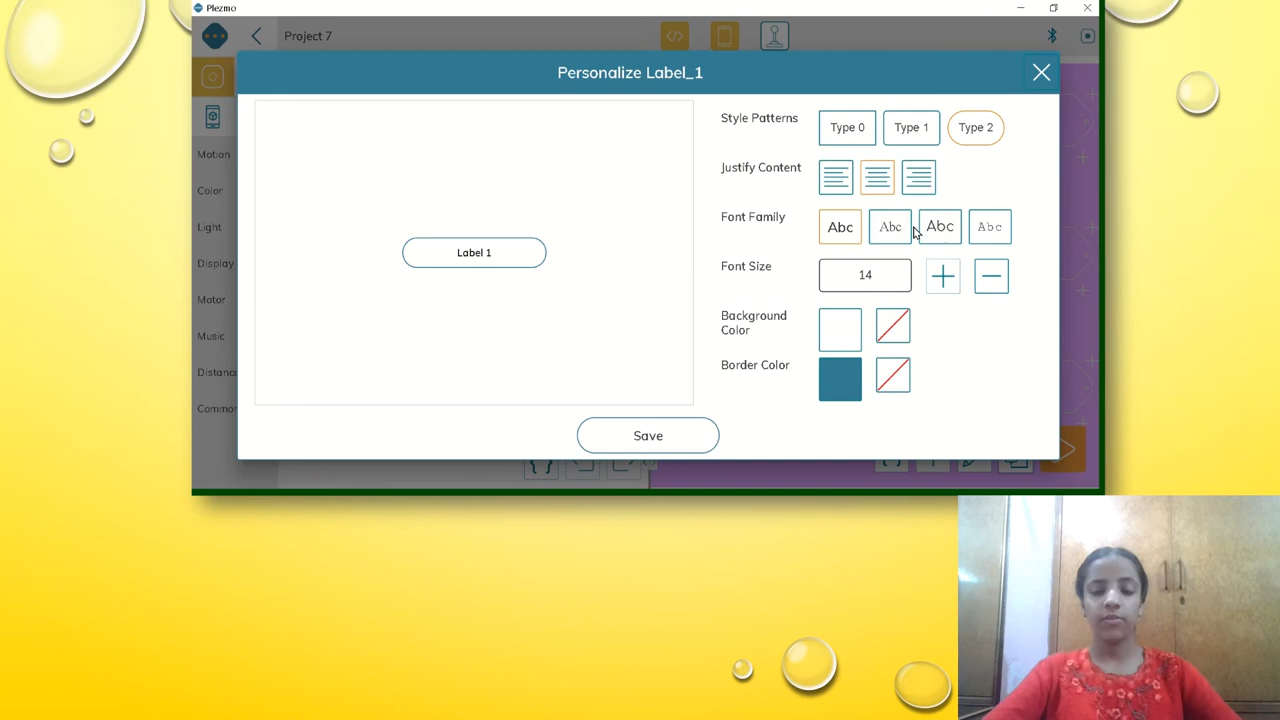 Plezmo
Project 7
Personalize Label_1
Motion
Color
Light
Display
Motor
Music
Distanc
Common
Label 1
Style Patterns
Type 0
Type 1
Type 2
Justify Content
Font Family
Abc
Abc
Abc
Abc
Font Size
14
Background
Color
Border Color
Save